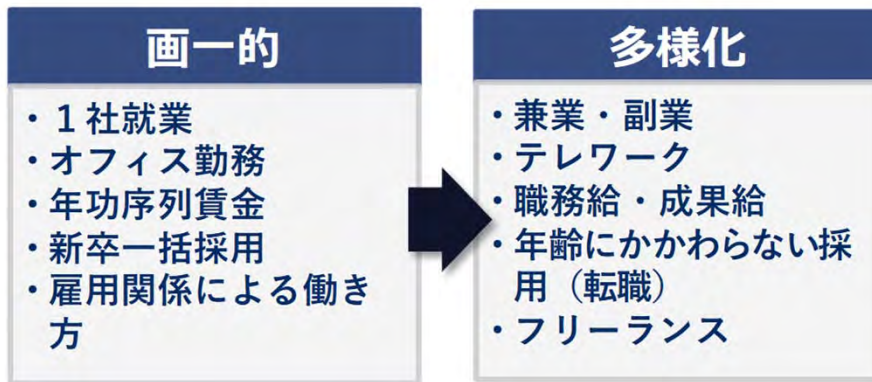 画一的
・１社就業
・オフィス勤務
・年功序列賃金
・新卒一括採用
・雇用関係による働き
方
多様化
・兼業・副業
・テレワーク
・職務給・成果給
・年齢にかかわらない採
用（転職）
・フリーランス